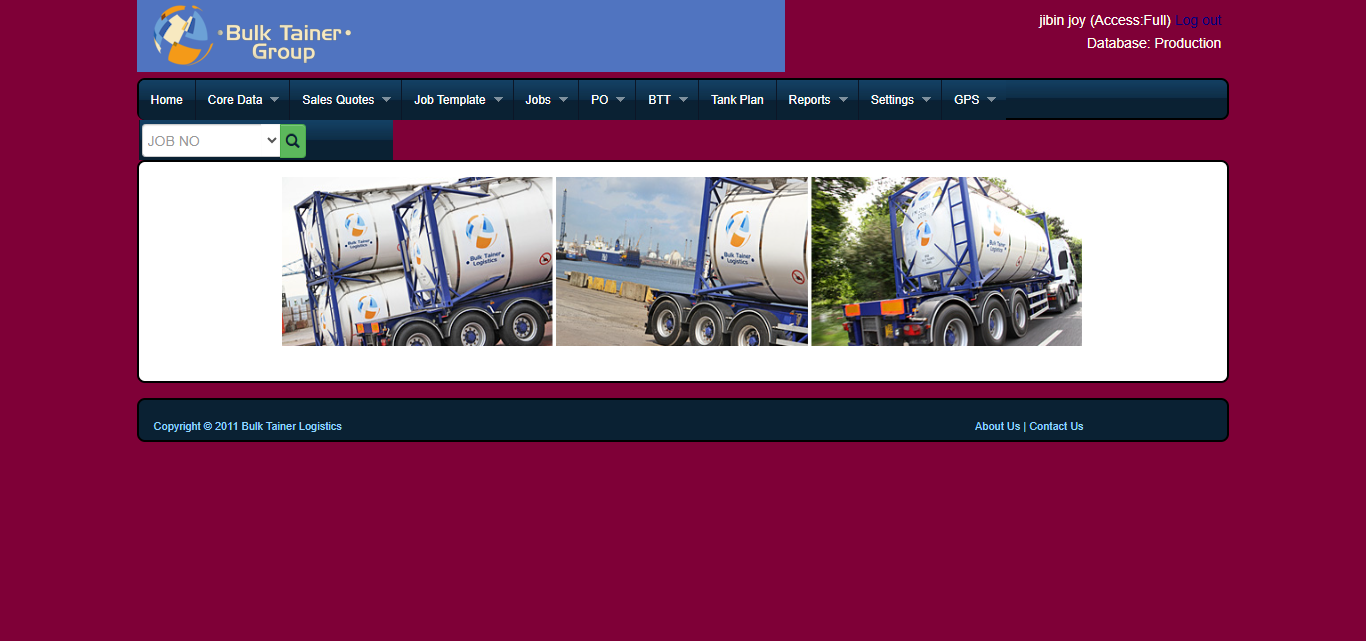 Bulk Tainer
Group
jibin joy (Access:Full) Log out
Database: Production
Home Core Data Sales Quotes Job Template Jobs PO BTT Tank Plan Reports Settings GPS
JOB NO
Bulk Tainer
Logistics
Bulk Tainer
Logistics
Bulk Tainer
Logistics
Bulk Tainer
Logistics
Copyright © 2011 Bulk Tainer Logistics
About Us | Contact Us